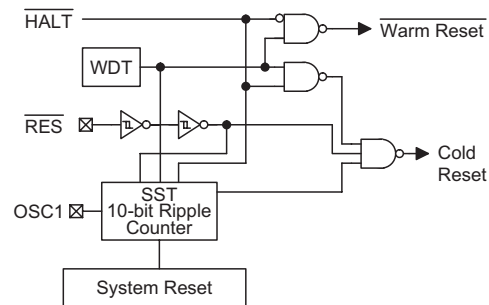 HALT
Warm Reset
WDT
RES
Cold
Reset
SST
10-bit Ripple
Counter
OSC1
System Reset